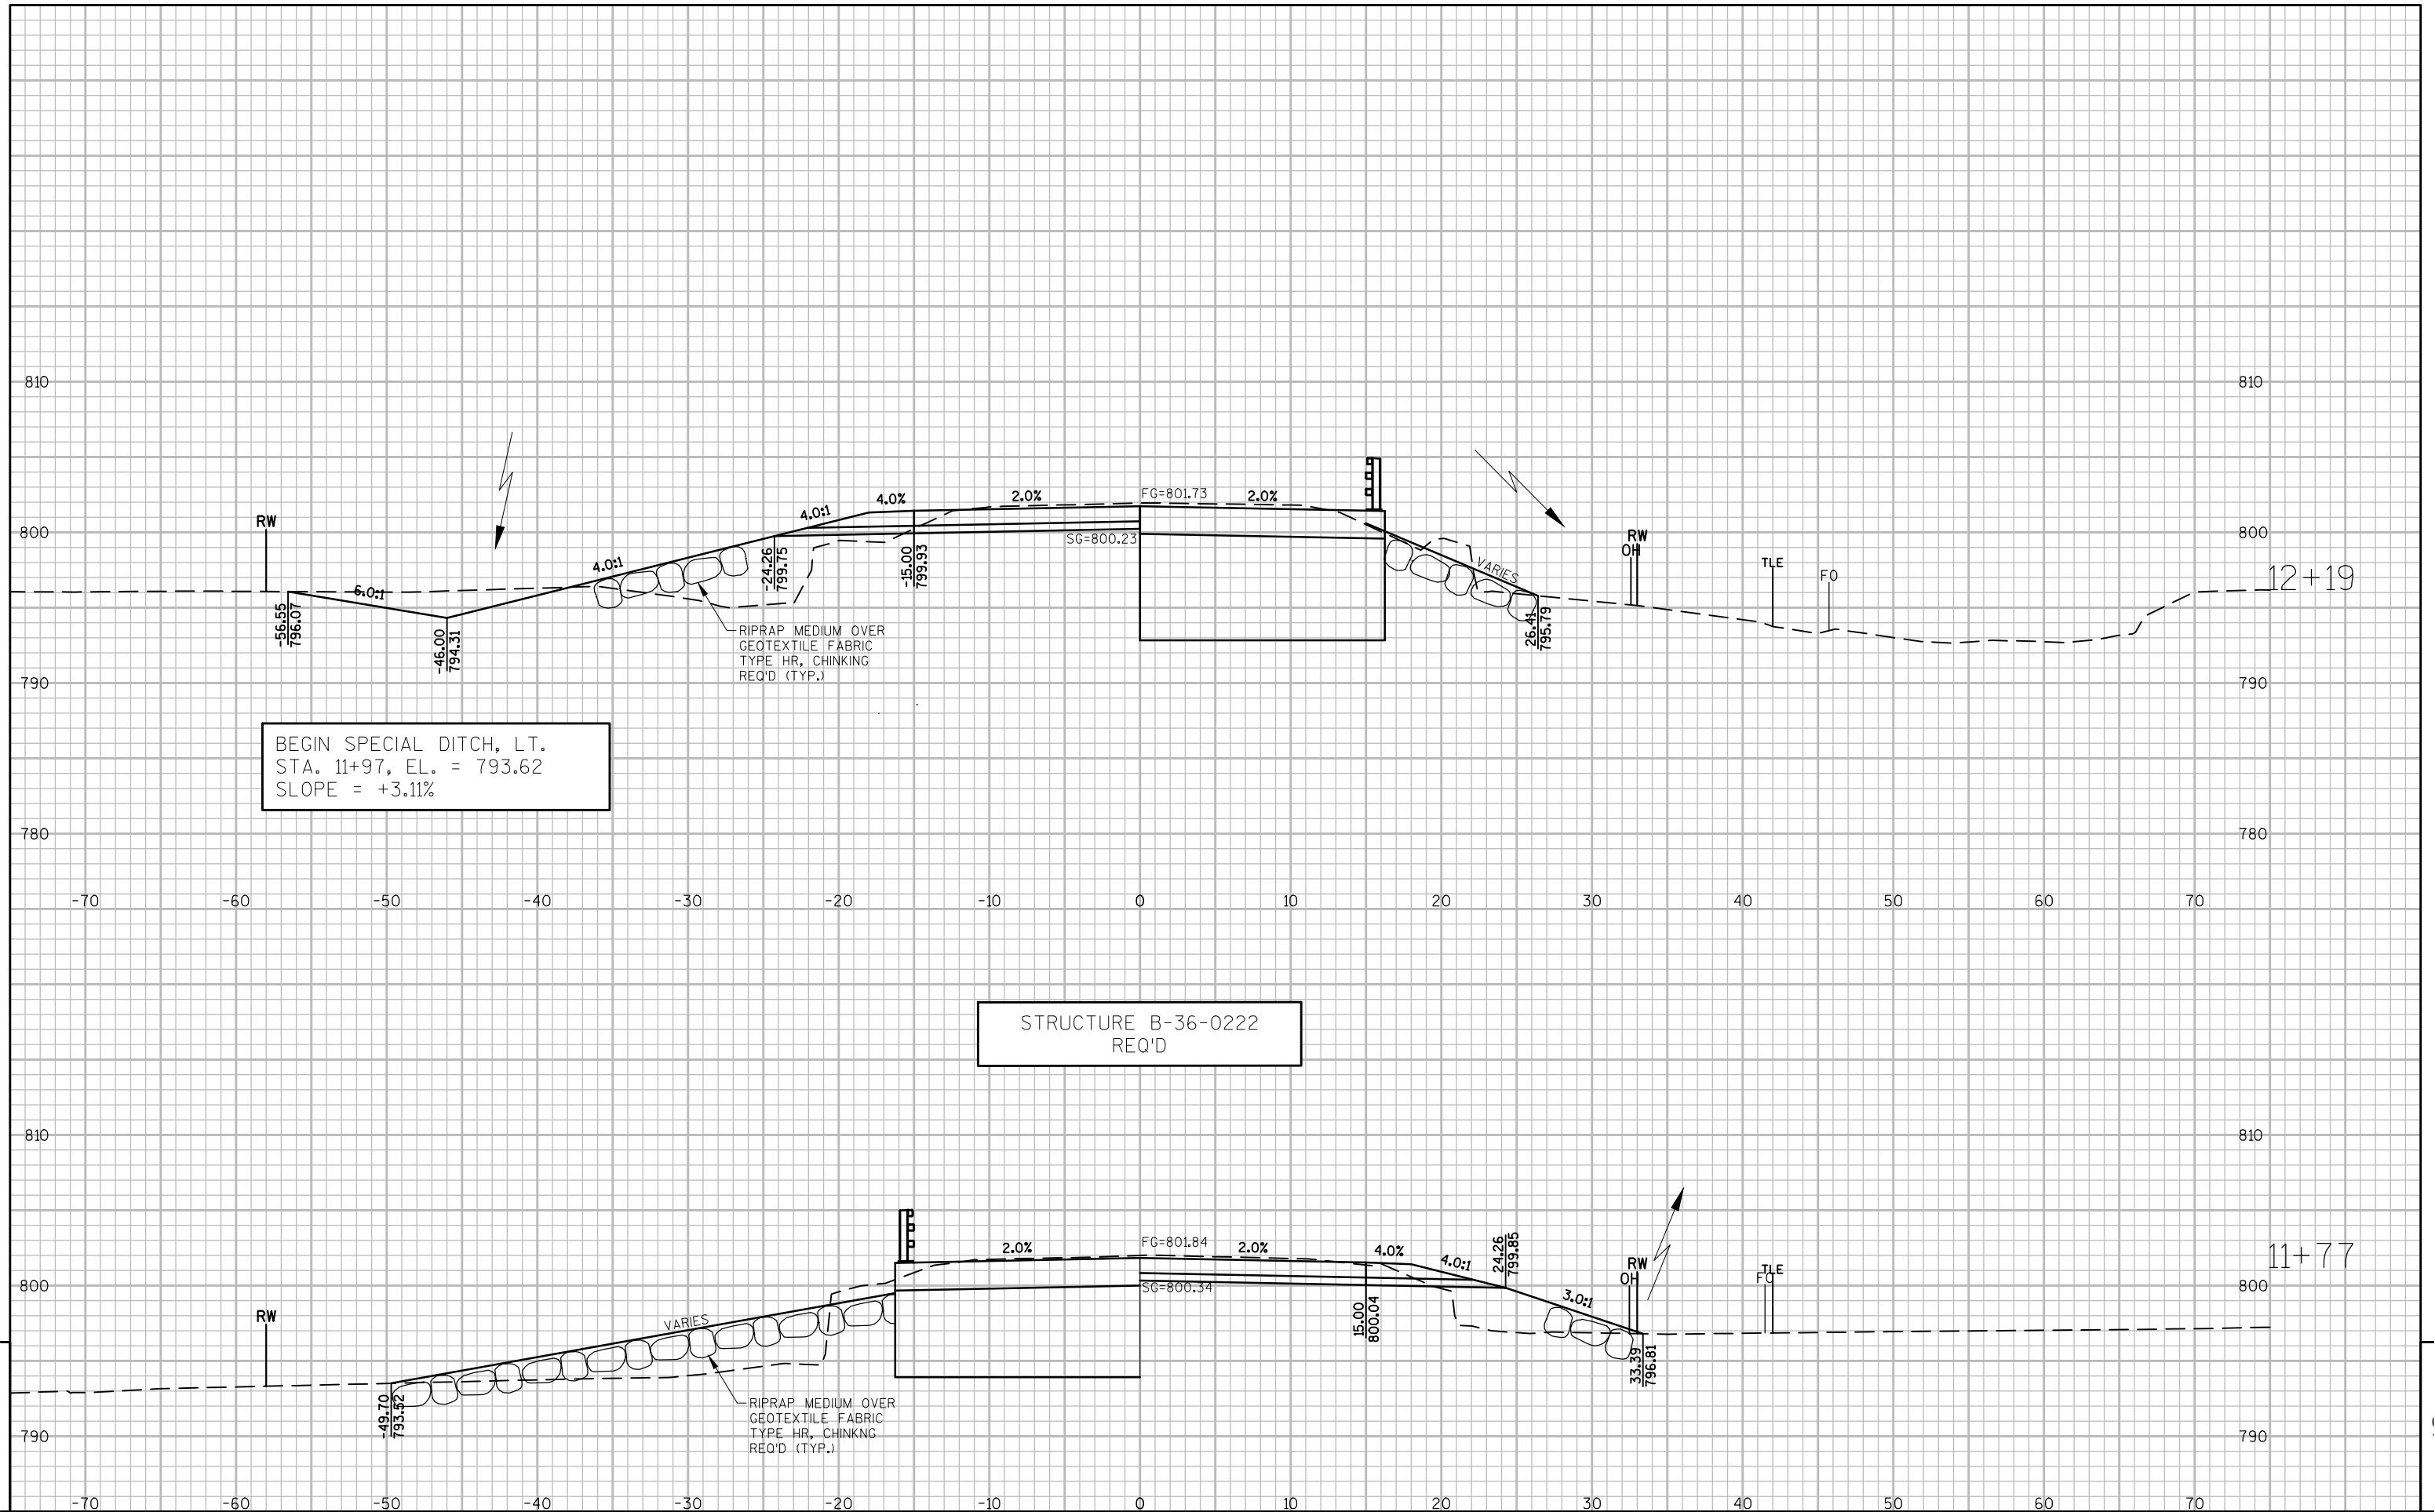 810
810
4.0%
2.0%
FG=801.73
2.0%
4.0:1
RW
800
SG=800.23
RW
OH
800
4.0:1
VARIES
TLE
FO
12+19
6.0:1
-56.55
796.07
-46.00
794.31
-24.26
799.75
-15.00
799.93
26.41
795.79
RIPRAP MEDIUM OVER
GEOTEXTILE FABRIC
TYPE HR, CHINKING
REQ'D (TYP.)
790
790
BEGIN SPECIAL DITCH, LT.
STA. 11+97, EL. = 793.62
SLOPE = +3.11%
780
780
-70 -60 -50 -40 -30 -20 -10 0 10 20 30 40 50 60 70
STRUCTURE B-36-0222
REQ'D
810
810
2.0%
FG=801.84
2.0%
4.0%
4.0:1
24.26
799.85
RW
OH
TLE
FO
11+77
800
SG=800.34
800
3.0:1
RW
VARIES
15.00
800.04
33.39
796.81
-49.70
793.52
RIPRAP MEDIUM OVER
GEOTEXTILE FABRIC
TYPE HR, CHINKNG
REQ'D (TYP.)
790
790
-70 -60 -50 -40 -30 -20 -10 0 10 20 30 40 50 60 70